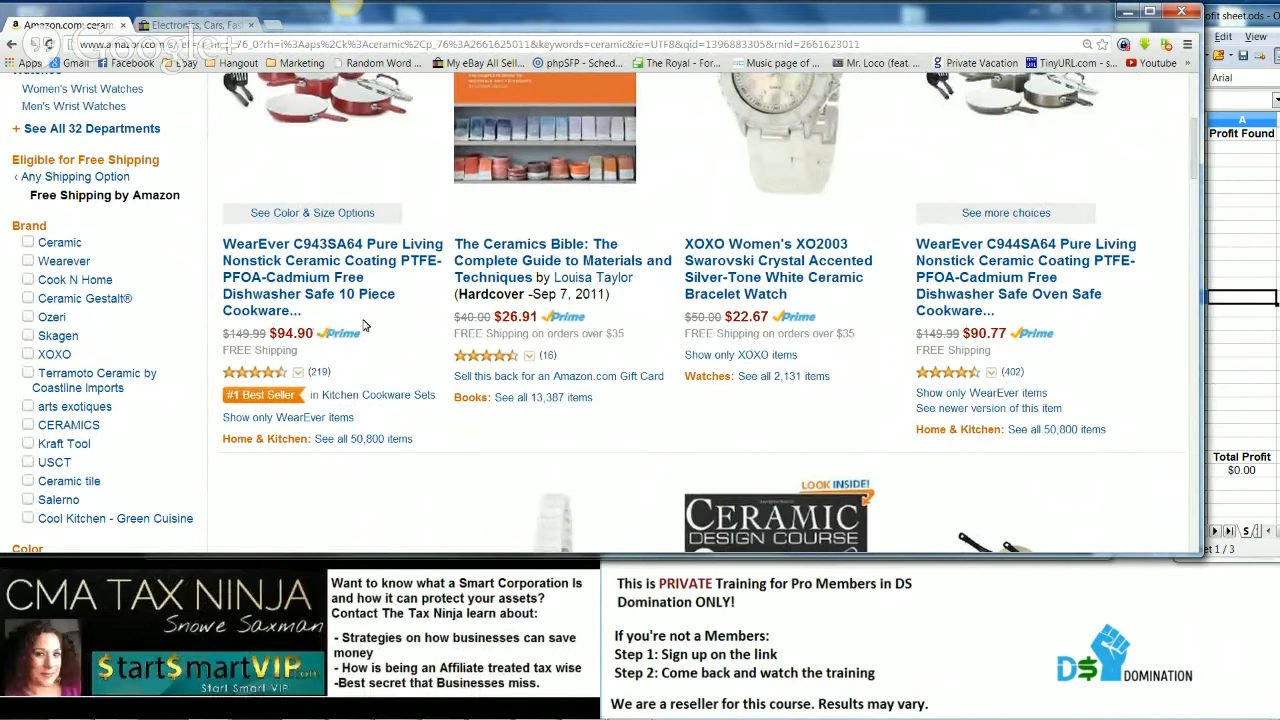 Amazon.com: ceram
Electronics, Cars, Fas
ofit sheet.ods - O
Edit View
Google+
Apps Gmail Facebook Ebay Hangout Marketing Random Word My eBay All Sell... phpSFP - Sched... The Royal - For... Music page of Mr. Loco (feat. Private Vacation TinyURL.com - s... Youtube
Arial
Women's Wrist Watches
Men's Wrist Watches
+ See All 32 Departments
Eligible for Free Shipping
‹ Any Shipping Option
Free Shipping by Amazon
Brand
Ceramic
Wearever
Cook N Home
Ceramic Gestalt®
Ozeri
Skagen
XOXO
Terramoto Ceramic by
Coastline Imports
arts exotiques
CERAMICS
Kraft Tool
USCT
Ceramic tile
Salerno
Cool Kitchen - Green Cuisine
Color
See Color & Size Options
WearEver C943SA64 Pure Living
Nonstick Ceramic Coating PTFE-
PFOA-Cadmium Free
Dishwasher Safe 10 Piece
Cookware...
$149.99 $94.90 Prime
FREE Shipping
(219)
#1 Best Seller in Kitchen Cookware Sets
Show only WearEver items
Home & Kitchen: See all 50,800 items
The Ceramics Bible: The
Complete Guide to Materials and
Techniques by Louisa Taylor
(Hardcover -Sep 7, 2011)
$40.00 $26.91 Prime
FREE Shipping on orders over $35
(16)
Sell this back for an Amazon.com Gift Card
Books: See all 13,387 items
XOXO Women's XO2003
Swarovski Crystal Accented
Silver-Tone White Ceramic
Bracelet Watch
$50.00 $22.67 Prime
FREE Shipping on orders over $35
Show only XOXO items
Watches: See all 2,131 items
See more choices
WearEver C944SA64 Pure Living
Nonstick Ceramic Coating PTFE-
PFOA-Cadmium Free
Dishwasher Safe Oven Safe
Cookware...
$149.99 $90.77 Prime
FREE Shipping
(402)
Show only WearEver items
See newer version of this item
Home & Kitchen: See all 50,800 items
LOOK INSIDE!
CERAMIC
DESIGN COURSE
A
Profit Found
Total Profit
$0.00
et 1 / 3
CMA TAX NINJA
Snowe Saxman
$tart$martVIP.com
Start Smart VIP
Want to know what a Smart Corporation Is
and how it can protect your assets?
Contact The Tax Ninja learn about:
- Strategies on how businesses can save
money
- How is being an Affiliate treated tax wise
-Best secret that Businesses miss.
This is PRIVATE Training for Pro Members in DS
Domination ONLY!
If you're not a Members:
Step 1: Sign up on the link
Step 2: Come back and watch the training
We are a reseller for this course. Results may vary.
D$ DOMINATION